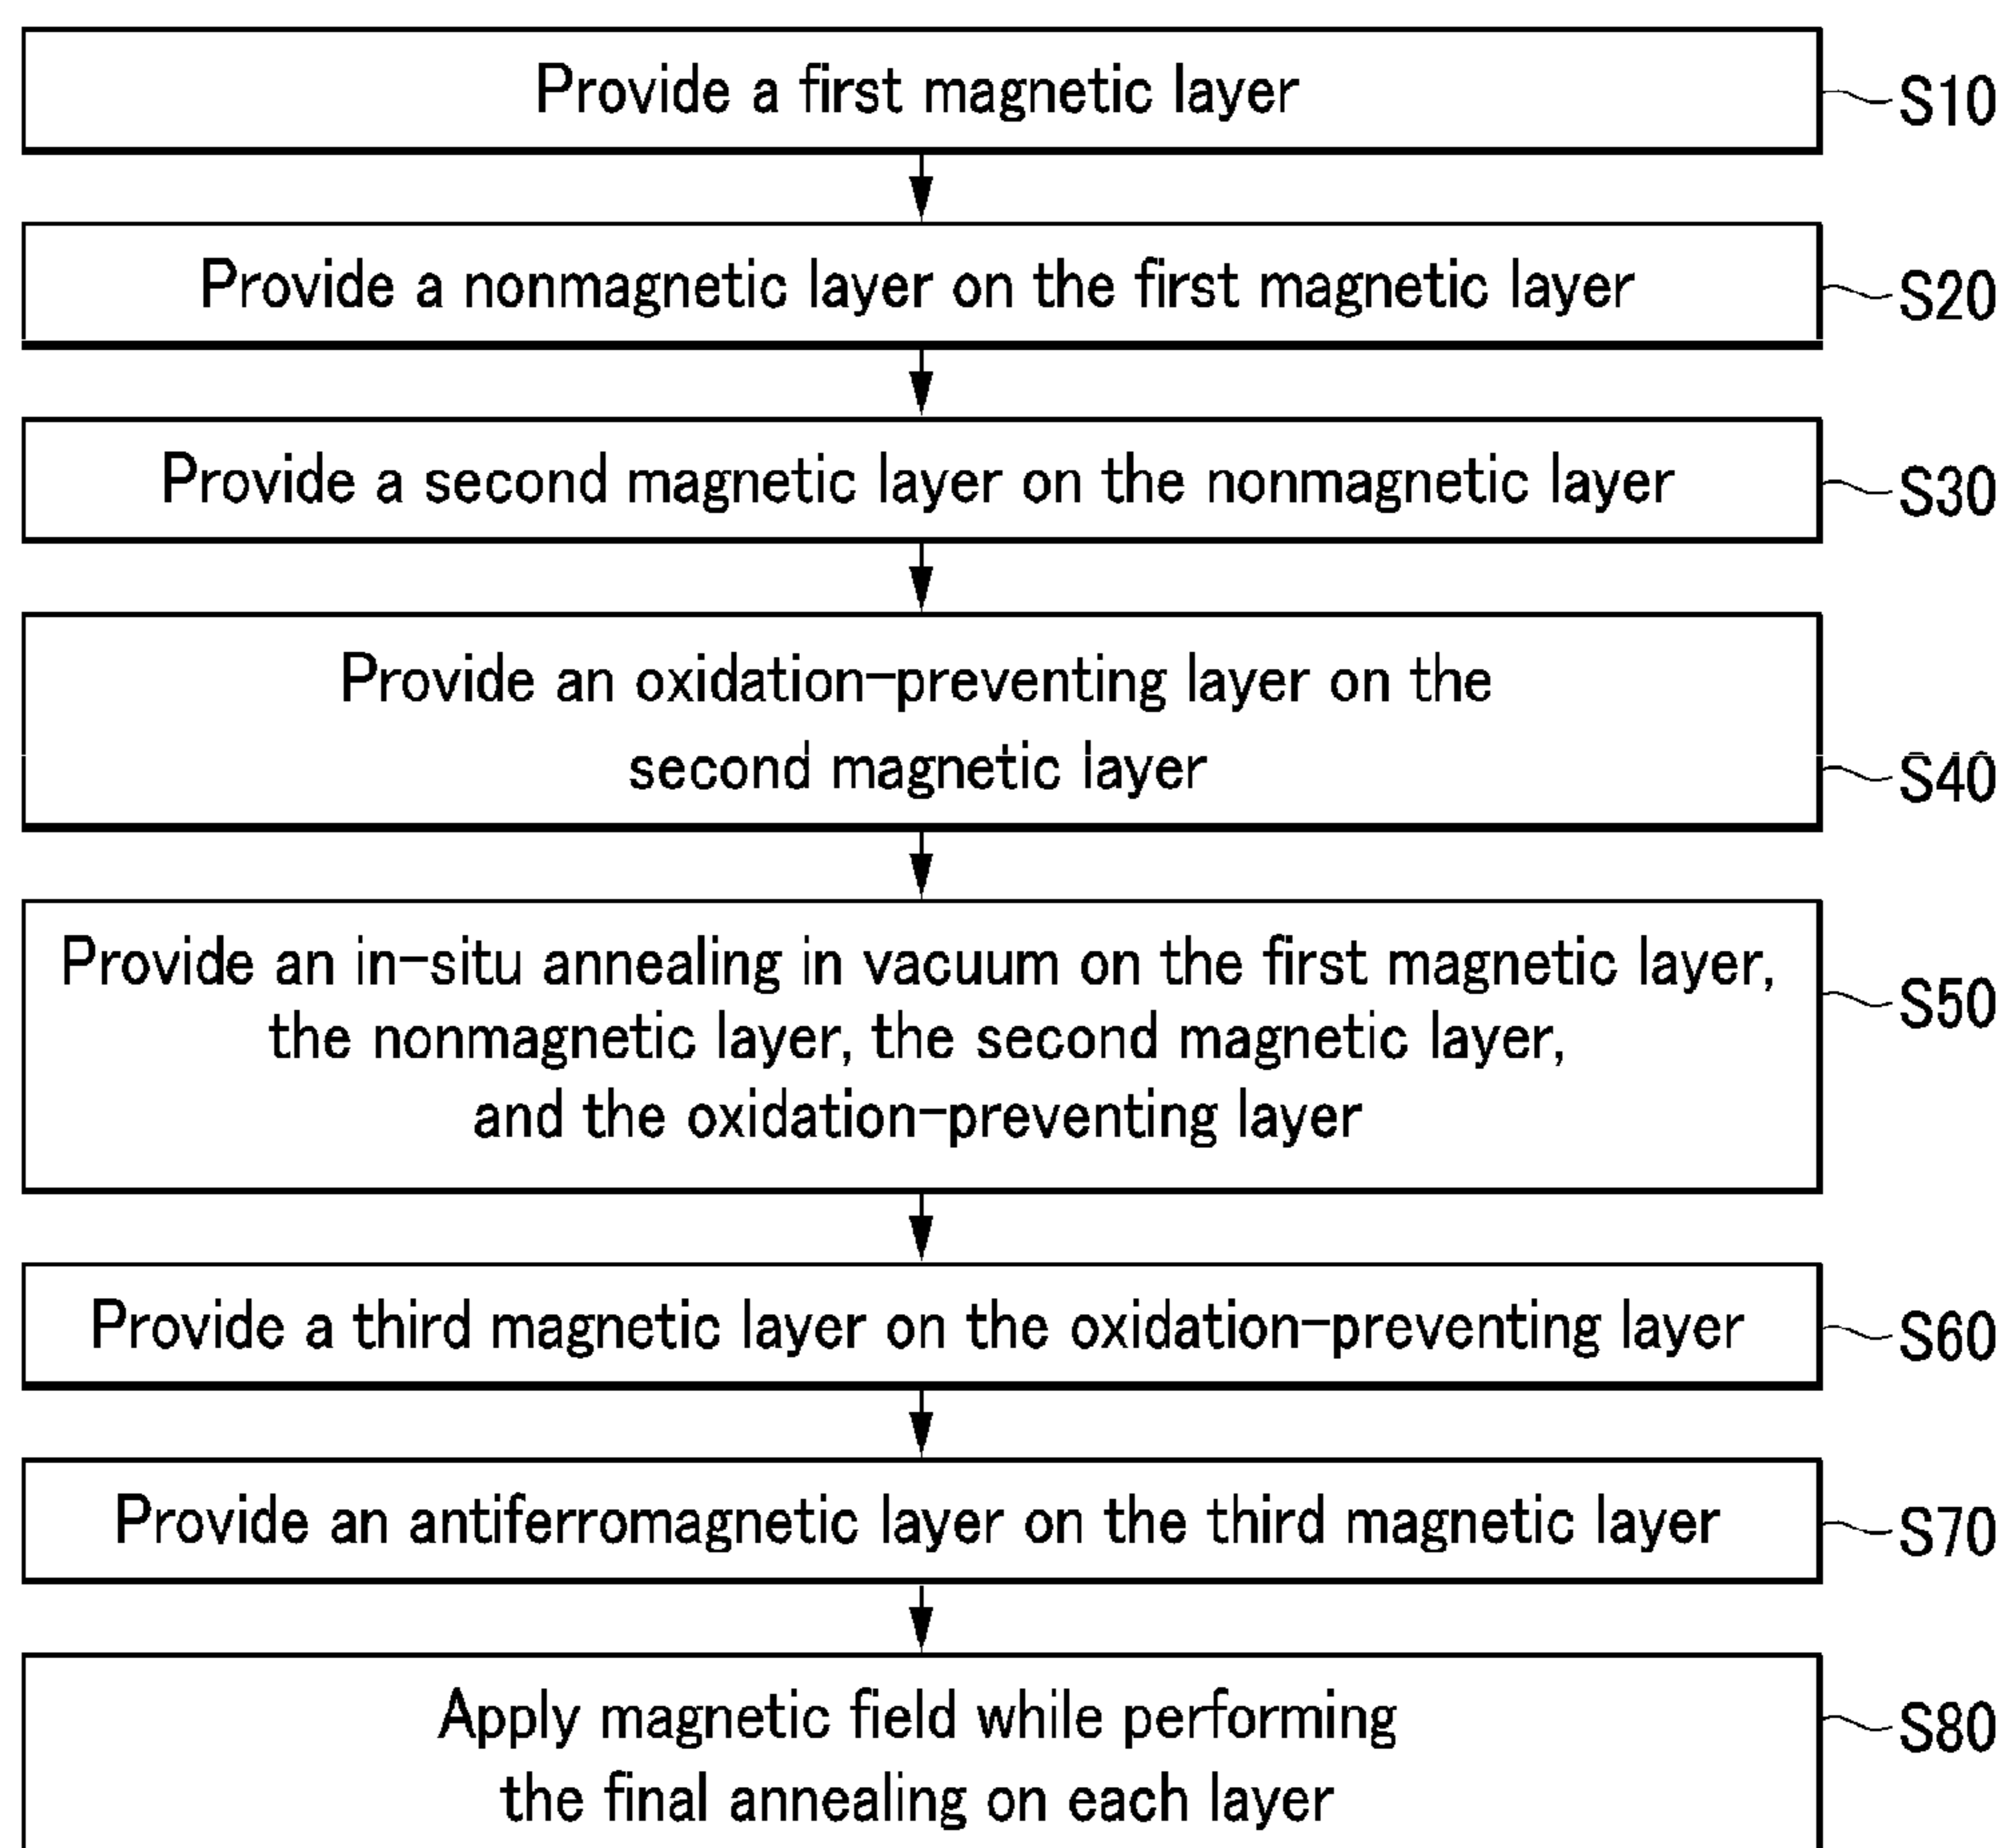 Provide a first magnetic layer
S10
Provide a nonmagnetic layer on the first magnetic layer
S20
Provide a second magnetic layer on the nonmagnetic layer
S30
Provide an oxidation-preventing layer on the
second magnetic layer
S40
Provide an in-situ annealing in vacuum on the first magnetic layer,
the nonmagnetic layer, the second magnetic layer,
and the oxidation-preventing layer
S50
Provide a third magnetic layer on the oxidation-preventing layer
S60
Provide an antiferromagnetic layer on the third magnetic layer
S70
Apply magnetic field while performing
the final annealing on each layer
S80